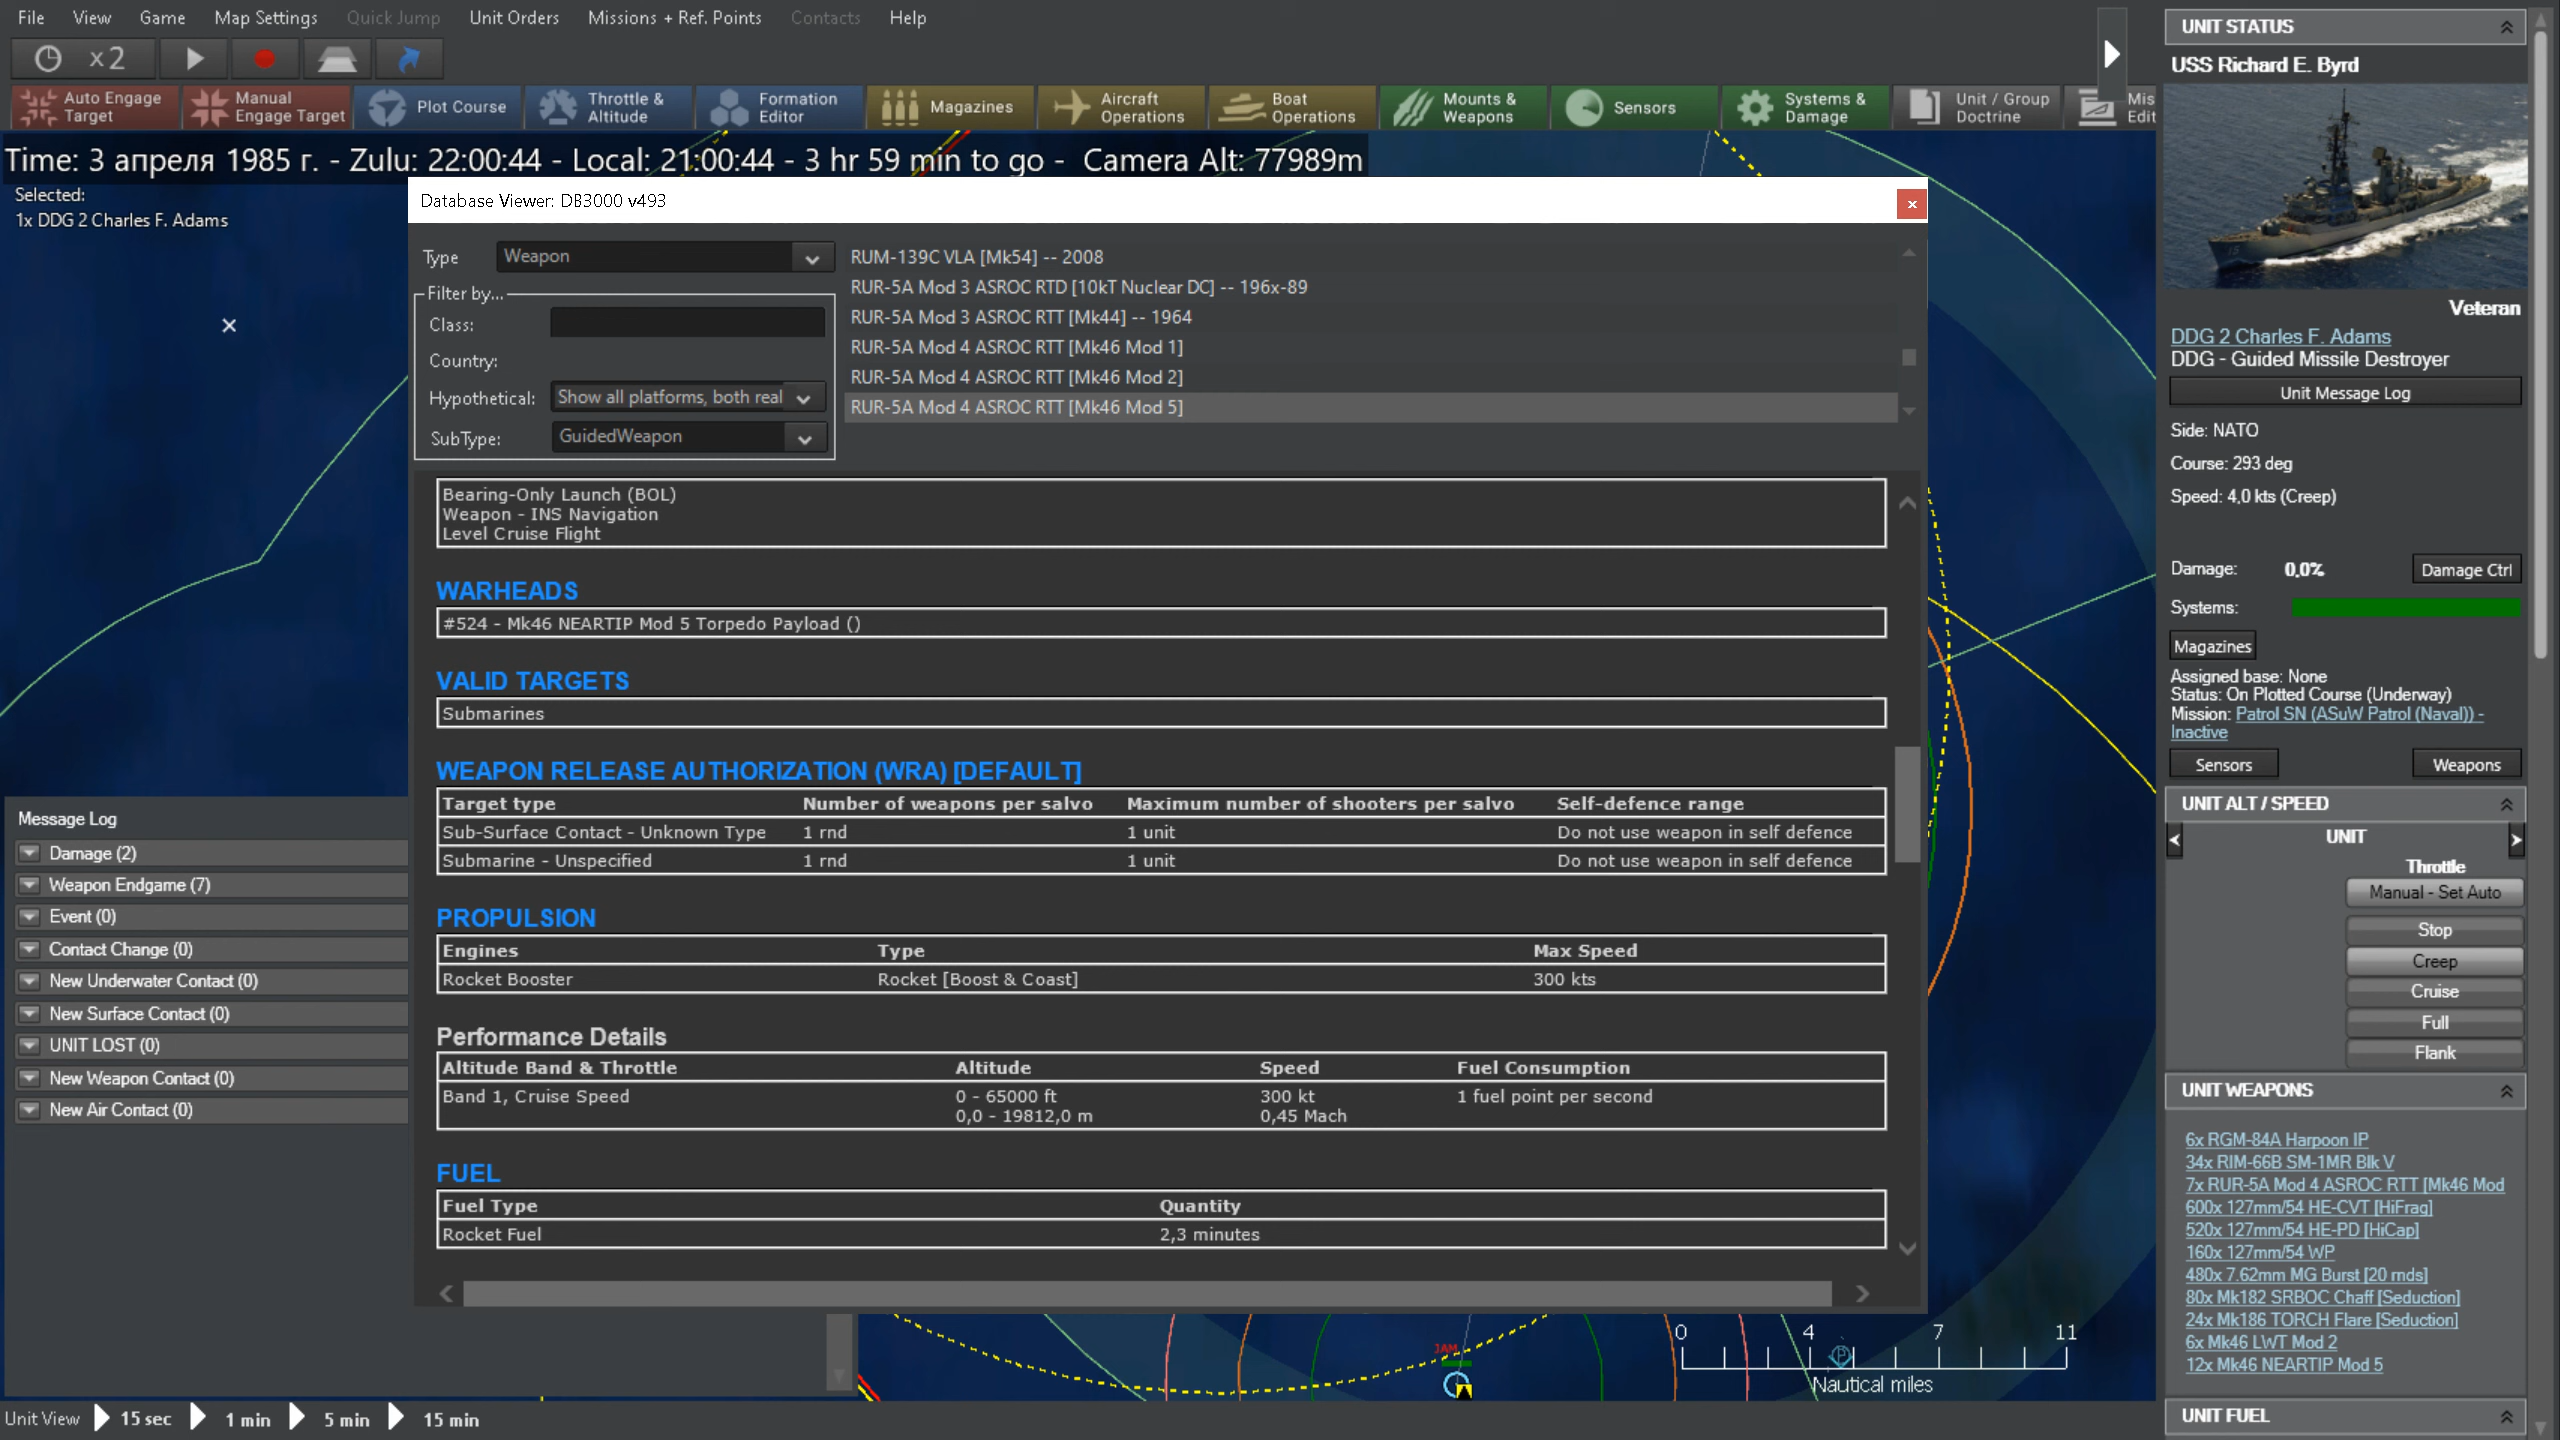 File View Game Map Settings Quick Jump Unit Orders Missions + Ref. Points Contacts Help
x 2
Auto Engage Target
Manual Engage Target
Plot Course
Throttle & Altitude
Formation Editor
Magazines
Aircraft Operations
Boat Operations
Mounts & Weapons
Sensors
Systems & Damage
Unit / Group Doctrine
Mis
Edit
Time: 3 апреля 1985 г. - Zulu: 22:00:44 - Local: 21:00:44 - 3 hr 59 min to go - Camera Alt: 77989m
Selected:
1x DDG 2 Charles F. Adams
Database Viewer: DB3000 v493
Type Weapon
Filter by...
Class:
Country:
Hypothetical: Show all platforms, both real
SubType: GuidedWeapon
RUM-139C VLA [Mk54] -- 2008
RUR-5A Mod 3 ASROC RTD [10kT Nuclear DC] -- 196x-89
RUR-5A Mod 3 ASROC RTT [Mk44] -- 1964
RUR-5A Mod 4 ASROC RTT [Mk46 Mod 1]
RUR-5A Mod 4 ASROC RTT [Mk46 Mod 2]
RUR-5A Mod 4 ASROC RTT [Mk46 Mod 5]
Bearing-Only Launch (BOL)
Weapon - INS Navigation
Level Cruise Flight
WARHEADS
#524 - Mk46 NEARTIP Mod 5 Torpedo Payload ()
VALID TARGETS
Submarines
WEAPON RELEASE AUTHORIZATION (WRA) [DEFAULT]
Target type Number of weapons per salvo Maximum number of shooters per salvo Self-defence range
Sub-Surface Contact - Unknown Type 1 rnd 1 unit Do not use weapon in self defence
Submarine - Unspecified 1 rnd 1 unit Do not use weapon in self defence
PROPULSION
Engines Type Max Speed
Rocket Booster Rocket [Boost & Coast] 300 kts
Performance Details
Altitude Band & Throttle Altitude Speed Fuel Consumption
Band 1, Cruise Speed 0 - 65000 ft 300 kt 1 fuel point per second
0,0 - 19812,0 m 0,45 Mach
FUEL
Fuel Type Quantity
Rocket Fuel 2,3 minutes
Message Log
Damage (2)
Weapon Endgame (7)
Event (0)
Contact Change (0)
New Underwater Contact (0)
New Surface Contact (0)
UNIT LOST (0)
New Weapon Contact (0)
New Air Contact (0)
JAM
0 4 7 11
Nautical miles
Unit View 15 sec 1 min 5 min 15 min
UNIT STATUS
USS Richard E. Byrd
Veteran
DDG 2 Charles F. Adams
DDG - Guided Missile Destroyer
Unit Message Log
Side: NATO
Course: 293 deg
Speed: 4,0 kts (Creep)
Damage: 0,0% Damage Ctrl
Systems:
Magazines
Assigned base: None
Status: On Plotted Course (Underway)
Mission: Patrol SN (ASuW Patrol (Naval)) -
Inactive
Sensors Weapons
UNIT ALT / SPEED
UNIT
Throttle
Manual - Set Auto
Stop
Creep
Cruise
Full
Flank
UNIT WEAPONS
6x RGM-84A Harpoon IP
34x RIM-66B SM-1MR Blk V
7x RUR-5A Mod 4 ASROC RTT [Mk46 Mod
600x 127mm/54 HE-CVT [HiFrag]
520x 127mm/54 HE-PD [HiCap]
160x 127mm/54 WP
480x 7.62mm MG Burst [20 rnds]
80x Mk182 SRBOC Chaff [Seduction]
24x Mk186 TORCH Flare [Seduction]
6x Mk46 LWT Mod 2
12x Mk46 NEARTIP Mod 5
UNIT FUEL